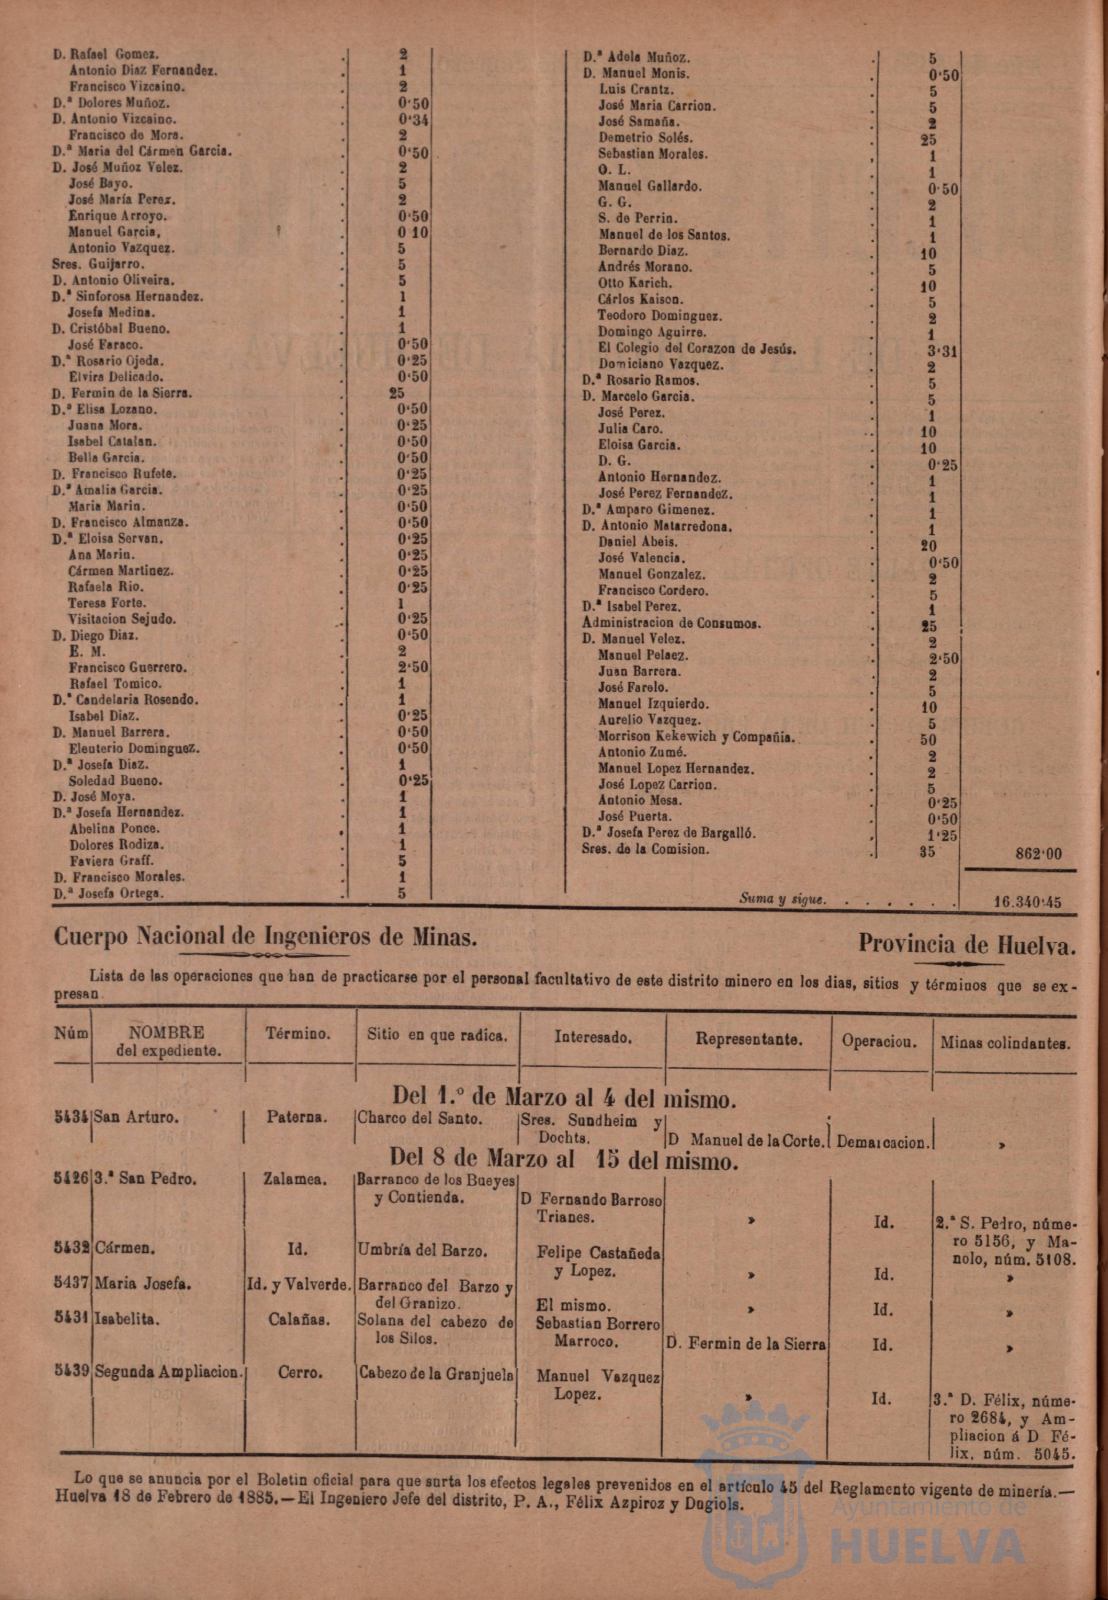 D. Rafael Gomez. . 2
Antonio Diaz Fernandez. . 1
Francisco Vizcaino. . 2
D.ª Dolores Muñoz. . 0'50
D. Antonio Vizcaino. . 0'34
Francisco de Mora. . 2
D.ª Maria del Cármen Garcia. . 0'50
D. José Muñoz Velez. . 2
José Bayo. . 5
José María Perez. . 2
Enrique Arroyo. . 0'50
Manuel Garcia, . 0 10
Antonio Vazquez. . 5
Sres. Guijarro. . 5
D. Antonio Oliveira. . 5
D.ª Sinforosa Hernandez. . 1
Josefa Medina. . 1
D. Cristóbal Bueno. . 1
José Faraco. . 0'50
D.ª Rosario Ojeda. . 0'25
Elvira Delicado. . 0'50
D. Fermin de la Sierra. . 25
D.ª Elisa Lozano. . 0'50
Juana Mora. . 0'25
Isabel Catalan. . 0'50
Bella Garcia. . 0'50
D. Francisco Rufete. . 0'25
D.ª Amalia Garcia. . 0'25
Maria Marin. . 0'50
D. Francisco Almanza. . 0'50
D.ª Eloisa Servan. . 0'25
Ana Marin. . 0'25
Cármen Martinez. . 0'25
Rafaela Rio. . 0'25
Teresa Forte. . 1
Visitacion Sejudo. . 0'25
D. Diego Diaz. . 0'50
E. M. . 2
Francisco Guerrero. . 2'50
Rafael Tomico. . 1
D.ª Candelaria Rosendo. . 1
Isabel Diaz. . 0'25
D. Manuel Barrera. . 0'50
Eleuterio Dominguez. . 0'50
D.ª Josefa Diaz. . 1
Soledad Bueno. . 0'25
D. José Moya. . 1
D.ª Josefa Hernandez. . 1
Abelina Ponce. . 1
Dolores Rodiza. . 1
Faviera Graff. . 5
D. Francisco Morales. . 1
D.ª Josefa Ortega. . 5
D.ª Adela Muñoz. . 5
D. Manuel Monis. . 0'50
Luis Crantz. . 5
José Maria Carrion. . 5
José Samaña. . 2
Demetrio Solés. . 25
Sebastian Morales. . 1
O. L. . 1
Manuel Gallardo. . 0'50
G. G. . 2
S. de Perrin. . 1
Manuel de los Santos. . 1
Bernardo Diaz. . 10
Andrés Morano. . 5
Otto Karich. . 10
Cárlos Kaison. . 5
Teodoro Dominguez. . 2
Domingo Aguirre. . 1
El Colegio del Corazon de Jesús. . 3'31
Domiciano Vazquez. . 2
D.ª Rosario Ramos. . 5
D. Marcelo Garcia. . 5
José Perez. . 1
Julia Caro. . 10
Eloisa Garcia. . 10
D. G. . 0'25
Antonio Hernandez. . 1
José Perez Fernandez. . 1
D.ª Amparo Gimenez. . 1
D. Antonio Matarredona. . 1
Daniel Abeis. . 20
José Valencia. . 0'50
Manuel Gonzalez. . 2
Francisco Cordero. . 5
D.ª Isabel Perez. . 1
Administracion de Consumos. . 25
D. Manuel Velez. . 2
Manuel Pelaez. . 2'50
Juan Barrera. . 2
José Farelo. . 5
Manuel Izquierdo. . 10
Aurelio Vazquez. . 5
Morrison Kekewich y Compañia. . 50
Antonio Zumé. . 2
Manuel Lopez Hernandez. . 2
José Lopez Carrion. . 5
Antonio Mesa. . 0'25
José Puerta. . 0'50
D.ª Josefa Perez de Bargalló. . 1'25
Sres. de la Comision. . 35 862'00
Suma y sigue. . . . . . . 16.340'45
Cuerpo Nacional de Ingenieros de Minas. Provincia de Huelva.
Lista de las operaciones que han de practicarse por el personal facultativo de este distrito minero en los dias, sitios y términos que se ex-
presan.
Núm NOMBRE del expediente. Término. Sitio en que radica. Interesado. Representante. Operacion. Minas colindantes.
Del 1.º de Marzo al 4 del mismo.
5434 San Arturo. Paterna. Charco del Santo. Sres. Sundheim y Dochts. D Manuel de la Corte. Demarcacion. »
Del 8 de Marzo al 15 del mismo.
5426 3.ª San Pedro. Zalamea. Barranco de los Bueyes y Contienda. D Fernando Barroso Trianes. » Id. 2.ª S. Pedro, número 5156, y Manolo, núm. 5108.
5432 Cármen. Id. Umbría del Barzo. Felipe Castañeda y Lopez. » Id. »
5437 Maria Josefa. Id. y Valverde. Barranco del Barzo y del Granizo. El mismo. » Id. »
5431 Isabelita. Calañas. Solana del cabezo de los Silos. Sebastian Borrero Marroco. D. Fermin de la Sierra Id. »
5439 Segunda Ampliacion. Cerro. Cabezo de la Granjuela Manuel Vazquez Lopez. » Id. 3.ª D. Félix, número 2684, y Ampliacion á D Félix, núm. 5045.
Lo que se anuncia por el Boletin oficial para que surta los efectos legales prevenidos en el artículo 45 del Reglamento vigente de minería.—
Huelva 18 de Febrero de 1885.—El Ingeniero Jefe del distrito, P. A., Félix Azpiroz y Dugiols.
Ayuntamiento de
HUELVA